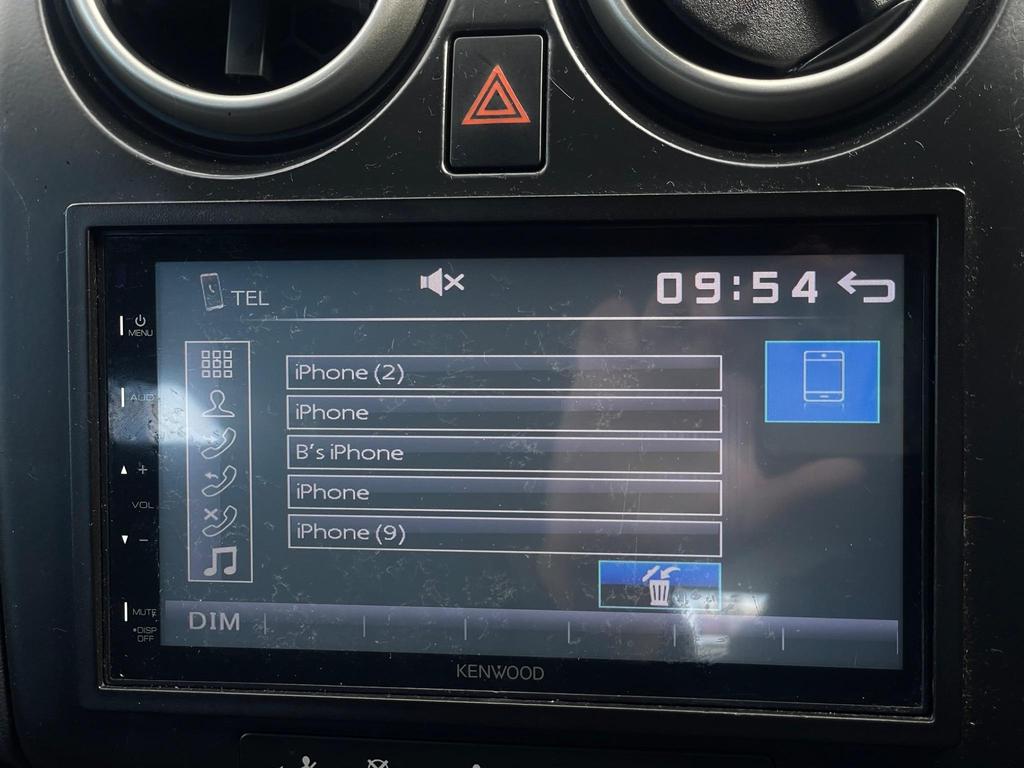 TEL
09:54
MENU
AUD
iPhone (2)
iPhone
B's iPhone
iPhone
iPhone (9)
+
VOL
−
MUTE
•DISP
OFF
DIM
KENWOOD